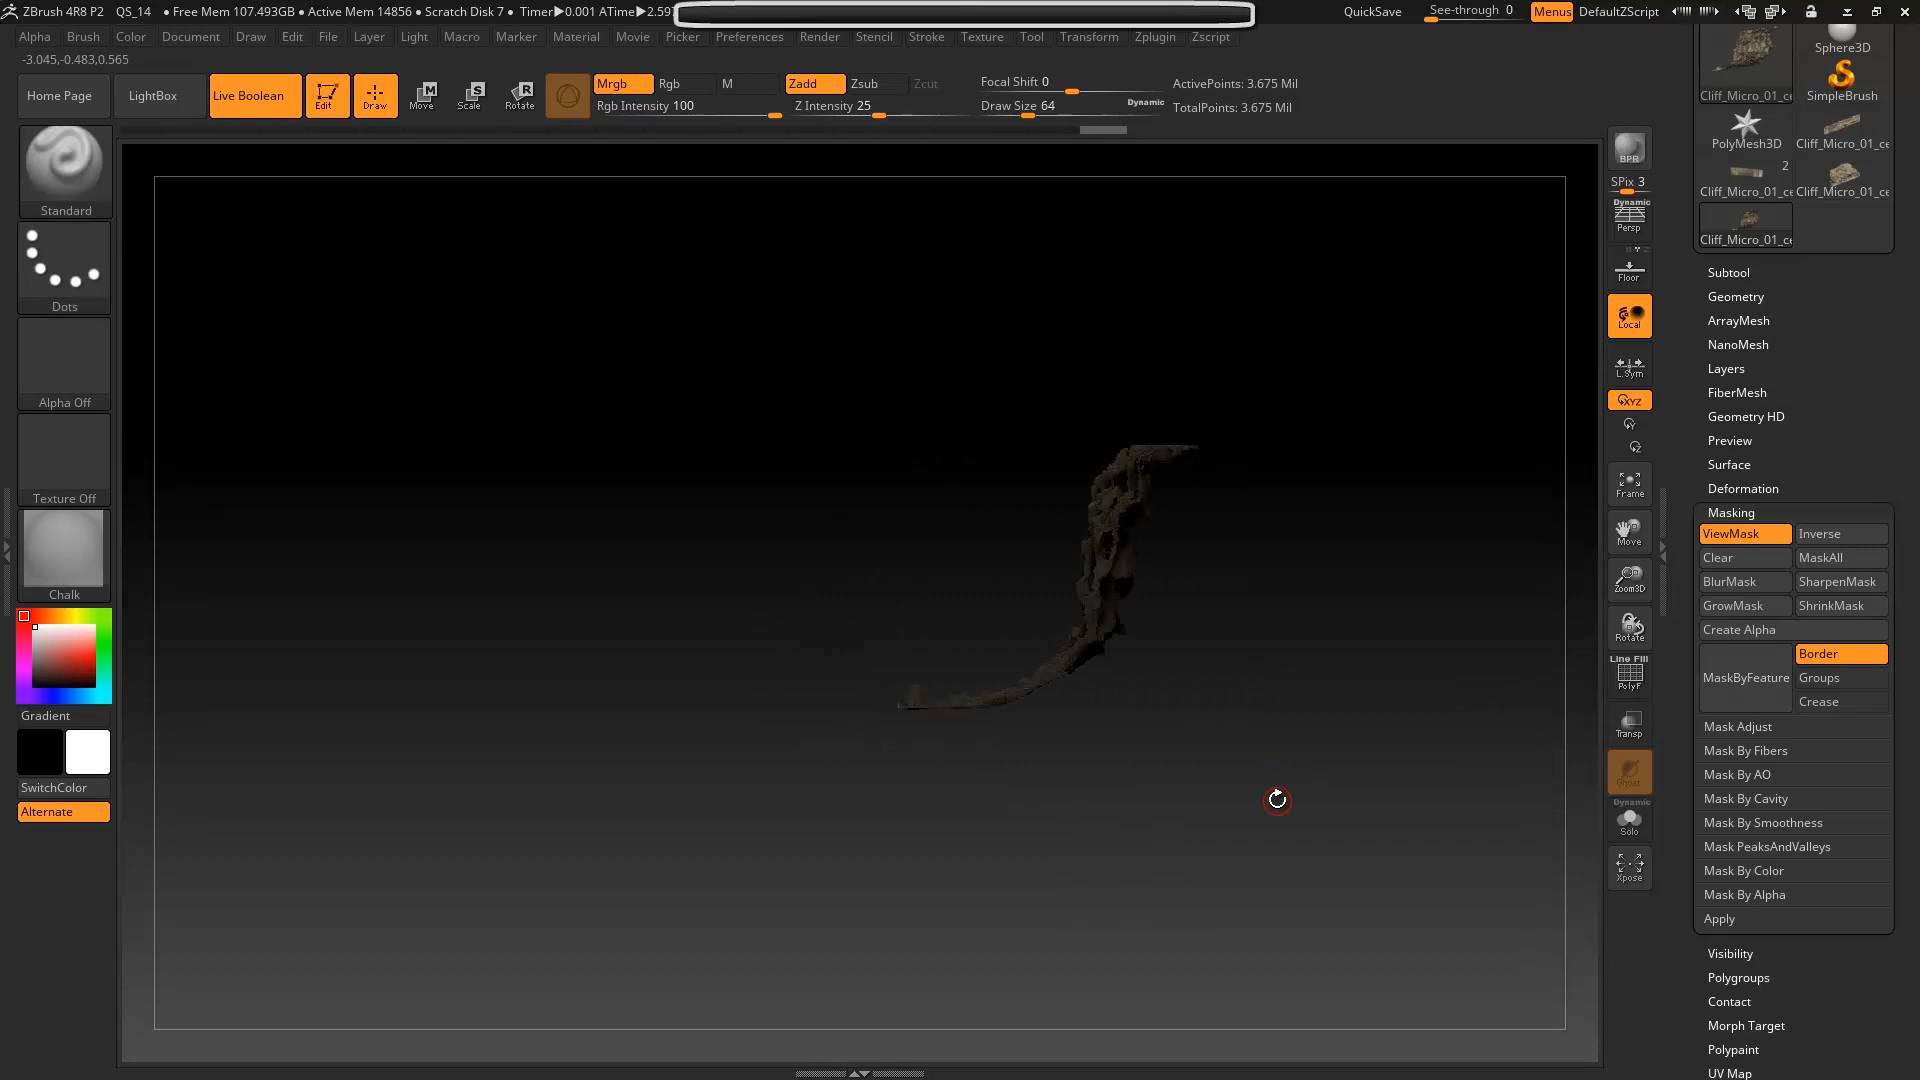 ZBrush 4R8 P2 QS_14 ● Free Mem 107.493GB ● Active Mem 14856 ● Scratch Disk 7 ● Timer▶0.001 ATime▶2.597 QuickSave See-through 0 Menus DefaultZScript
Alpha Brush Color Document Draw Edit File Layer Light Macro Marker Material Movie Picker Preferences Render Stencil Stroke Texture Tool Transform Zplugin Zscript
-3.045,-0.483,0.565
Home Page LightBox Live Boolean Edit Draw Move Scale Rotate
Mrgb Rgb M Zadd Zsub Zcut Focal Shift 0 ActivePoints: 3.675 Mil
Rgb Intensity 100 Z Intensity 25 Draw Size 64 Dynamic TotalPoints: 3.675 Mil
Standard
Dots
Alpha Off
Texture Off
Chalk
Gradient
SwitchColor
Alternate
BPR
SPix 3
Dynamic
Persp
Floor
Local
L.Sym
XYZ
Y
Z
Frame
Move
Zoom3D
Rotate
Line Fill
PolyF
Transp
Ghost
Dynamic
Solo
Xpose
Sphere3D
Cliff_Micro_01_ce SimpleBrush
PolyMesh3D Cliff_Micro_01_ce
2
Cliff_Micro_01_ce Cliff_Micro_01_ce
Cliff_Micro_01_ce
Subtool
Geometry
ArrayMesh
NanoMesh
Layers
FiberMesh
Geometry HD
Preview
Surface
Deformation
Masking
ViewMask Inverse
Clear MaskAll
BlurMask SharpenMask
GrowMask ShrinkMask
Create Alpha
MaskByFeature Border
Groups
Crease
Mask Adjust
Mask By Fibers
Mask By AO
Mask By Cavity
Mask By Smoothness
Mask PeaksAndValleys
Mask By Color
Mask By Alpha
Apply
Visibility
Polygroups
Contact
Morph Target
Polypaint
UV Map